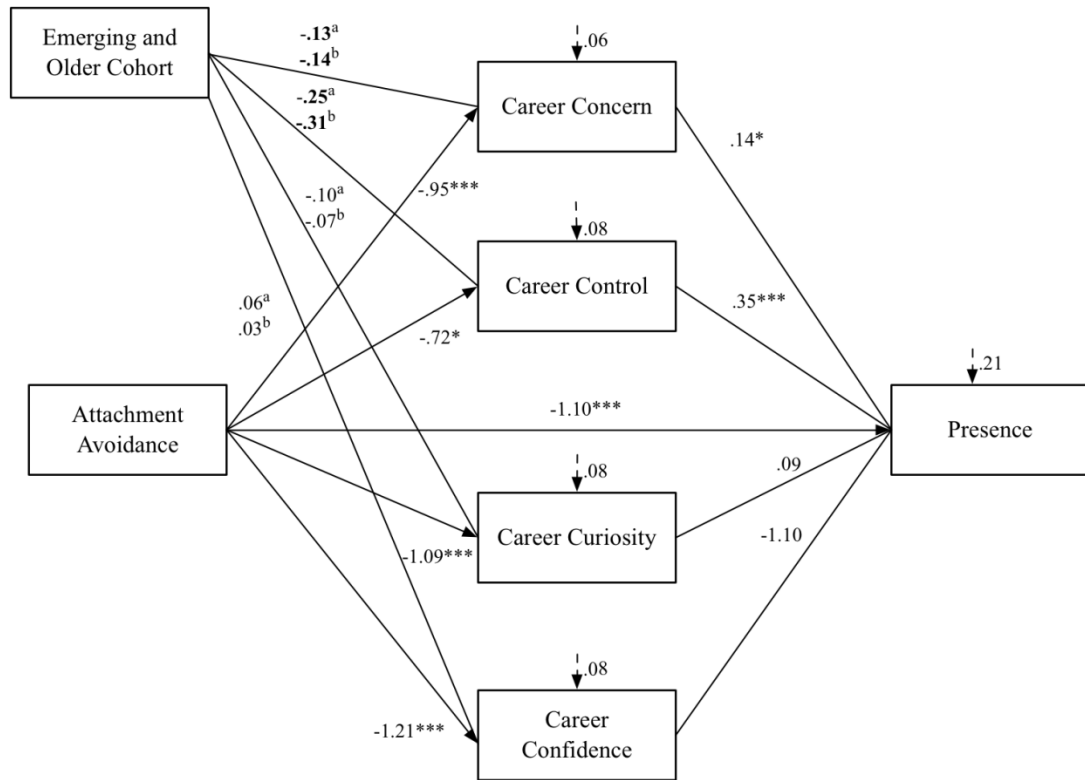 Emerging and
Older Cohort
-.13ᵃ
-.14ᵇ
-.25ᵃ
-.31ᵇ
-.10ᵃ
-.07ᵇ
.06ᵃ
.03ᵇ
.06
Career Concern
.14*
-.95***
.08
Career Control
.35***
-.72*
.21
Attachment
Avoidance
-1.10***
Presence
.08
.09
Career Curiosity
-1.10
-1.09***
.08
Career
Confidence
-1.21***